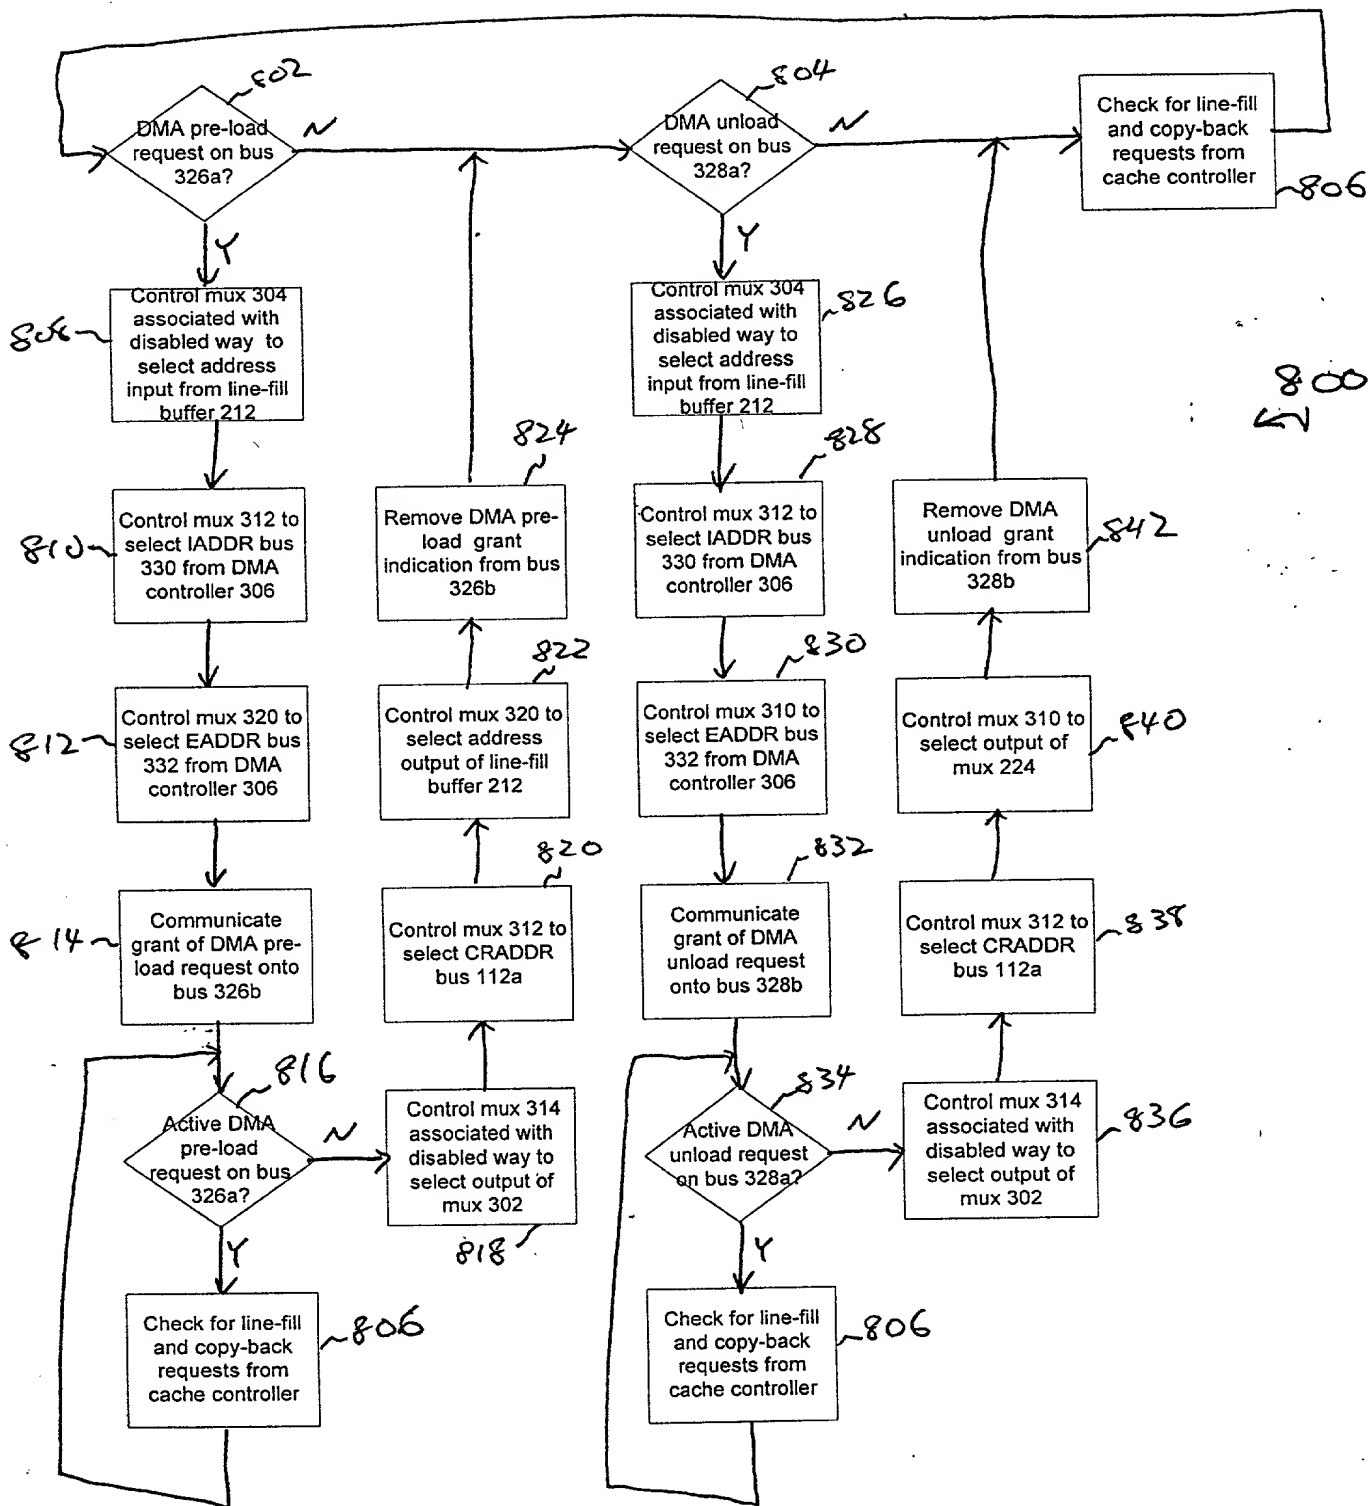 802
DMA pre-load
request on bus
326a?
N
Y
804
DMA unload
request on bus
328a?
N
Y
Check for line-fill
and copy-back
requests from
cache controller
806
808
Control mux 304
associated with
disabled way to
select address
input from line-fill
buffer 212
826
Control mux 304
associated with
disabled way to
select address
input from line-fill
buffer 212
800
810
Control mux 312 to
select IADDR bus
330 from DMA
controller 306
824
Remove DMA pre-
load grant
indication from bus
326b
828
Control mux 312 to
select IADDR bus
330 from DMA
controller 306
842
Remove DMA
unload grant
indication from bus
328b
812
Control mux 320 to
select EADDR bus
332 from DMA
controller 306
822
Control mux 320 to
select address
output of line-fill
buffer 212
830
Control mux 310 to
select EADDR bus
332 from DMA
controller 306
840
Control mux 310 to
select output of
mux 224
814
Communicate
grant of DMA pre-
load request onto
bus 326b
820
Control mux 312 to
select CRADDR
bus 112a
832
Communicate
grant of DMA
unload request
onto bus 328b
838
Control mux 312 to
select CRADDR
bus 112a
816
Active DMA
pre-load
request on bus
326a?
N
Y
Control mux 314
associated with
disabled way to
select output of
mux 302
818
834
Active DMA
unload request
on bus 328a?
N
Y
836
Control mux 314
associated with
disabled way to
select output of
mux 302
Check for line-fill
and copy-back
requests from
cache controller
806
Check for line-fill
and copy-back
requests from
cache controller
806